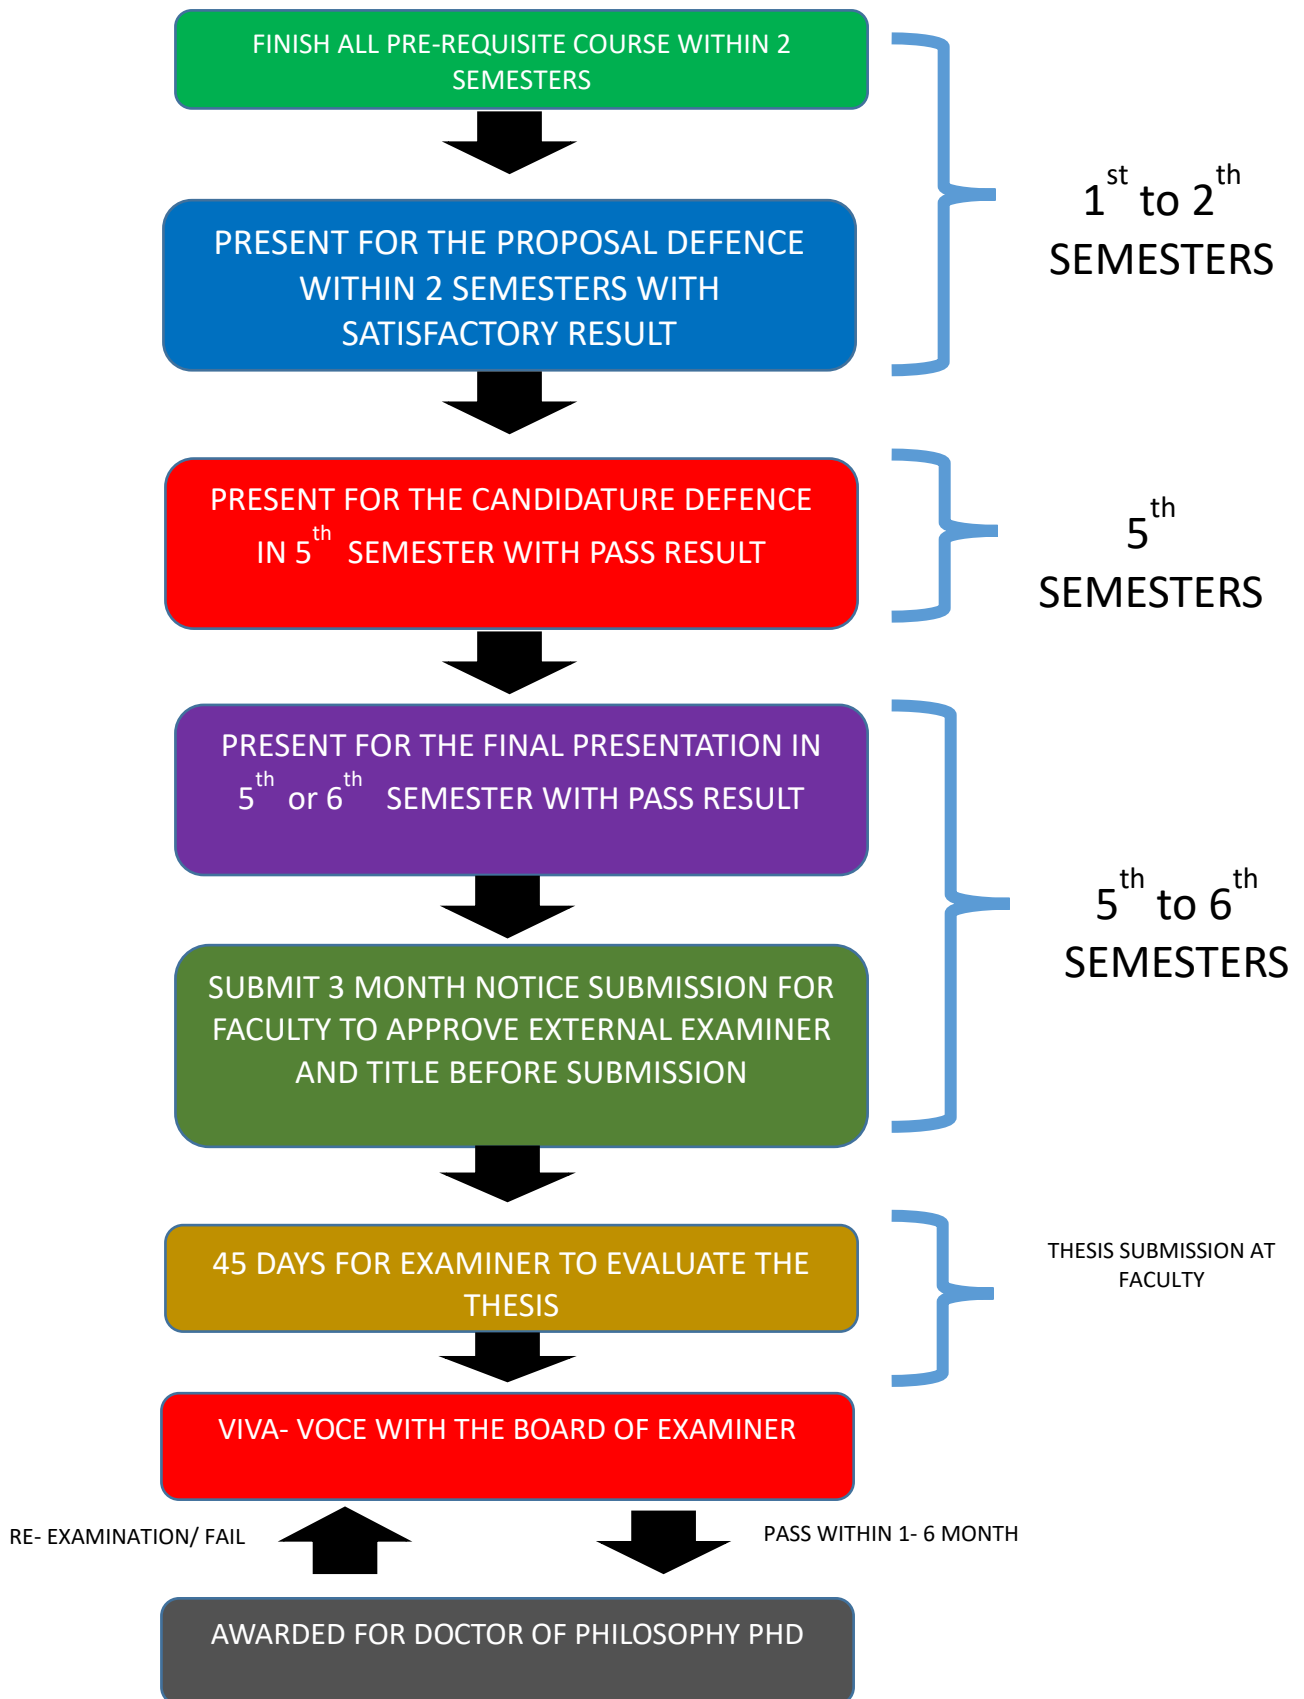 FINISH ALL PRE-REQUISITE COURSE WITHIN 2
SEMESTERS
1st to 2th
SEMESTERS
PRESENT FOR THE PROPOSAL DEFENCE
WITHIN 2 SEMESTERS WITH
SATISFACTORY RESULT
PRESENT FOR THE CANDIDATURE DEFENCE
IN 5th SEMESTER WITH PASS RESULT
5th
SEMESTERS
PRESENT FOR THE FINAL PRESENTATION IN
5th or 6th SEMESTER WITH PASS RESULT
5th to 6th
SEMESTERS
SUBMIT 3 MONTH NOTICE SUBMISSION FOR
FACULTY TO APPROVE EXTERNAL EXAMINER
AND TITLE BEFORE SUBMISSION
45 DAYS FOR EXAMINER TO EVALUATE THE
THESIS
THESIS SUBMISSION AT
FACULTY
VIVA- VOCE WITH THE BOARD OF EXAMINER
RE- EXAMINATION/ FAIL
PASS WITHIN 1- 6 MONTH
AWARDED FOR DOCTOR OF PHILOSOPHY PHD